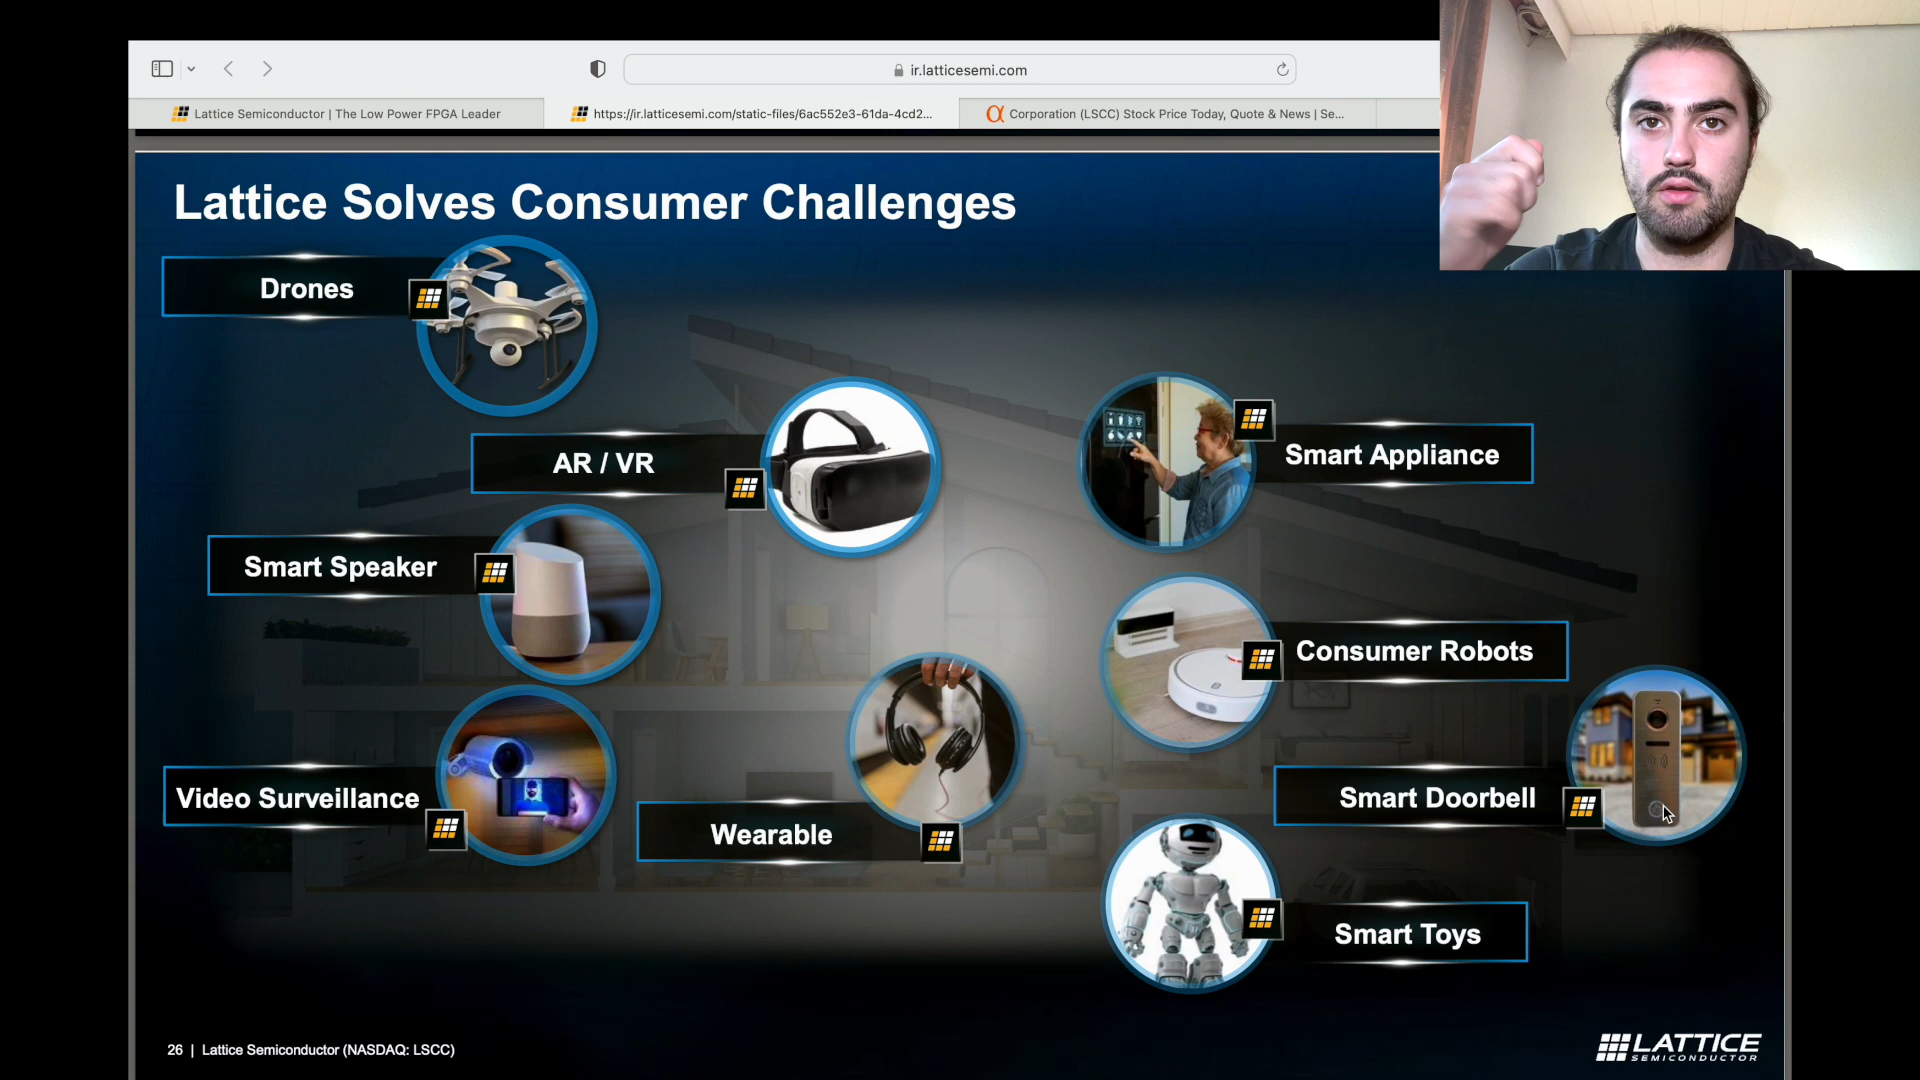 ir.latticesemi.com
Lattice Semiconductor | The Low Power FPGA Leader
https://ir.latticesemi.com/static-files/6ac552e3-61da-4cd2...
Corporation (LSCC) Stock Price Today, Quote & News | Se...
Lattice Solves Consumer Challenges
Drones
AR / VR
Smart Appliance
Smart Speaker
Consumer Robots
Video Surveillance
Wearable
Smart Doorbell
Smart Toys
26 | Lattice Semiconductor (NASDAQ: LSCC)
LATTICE
SEMICONDUCTOR